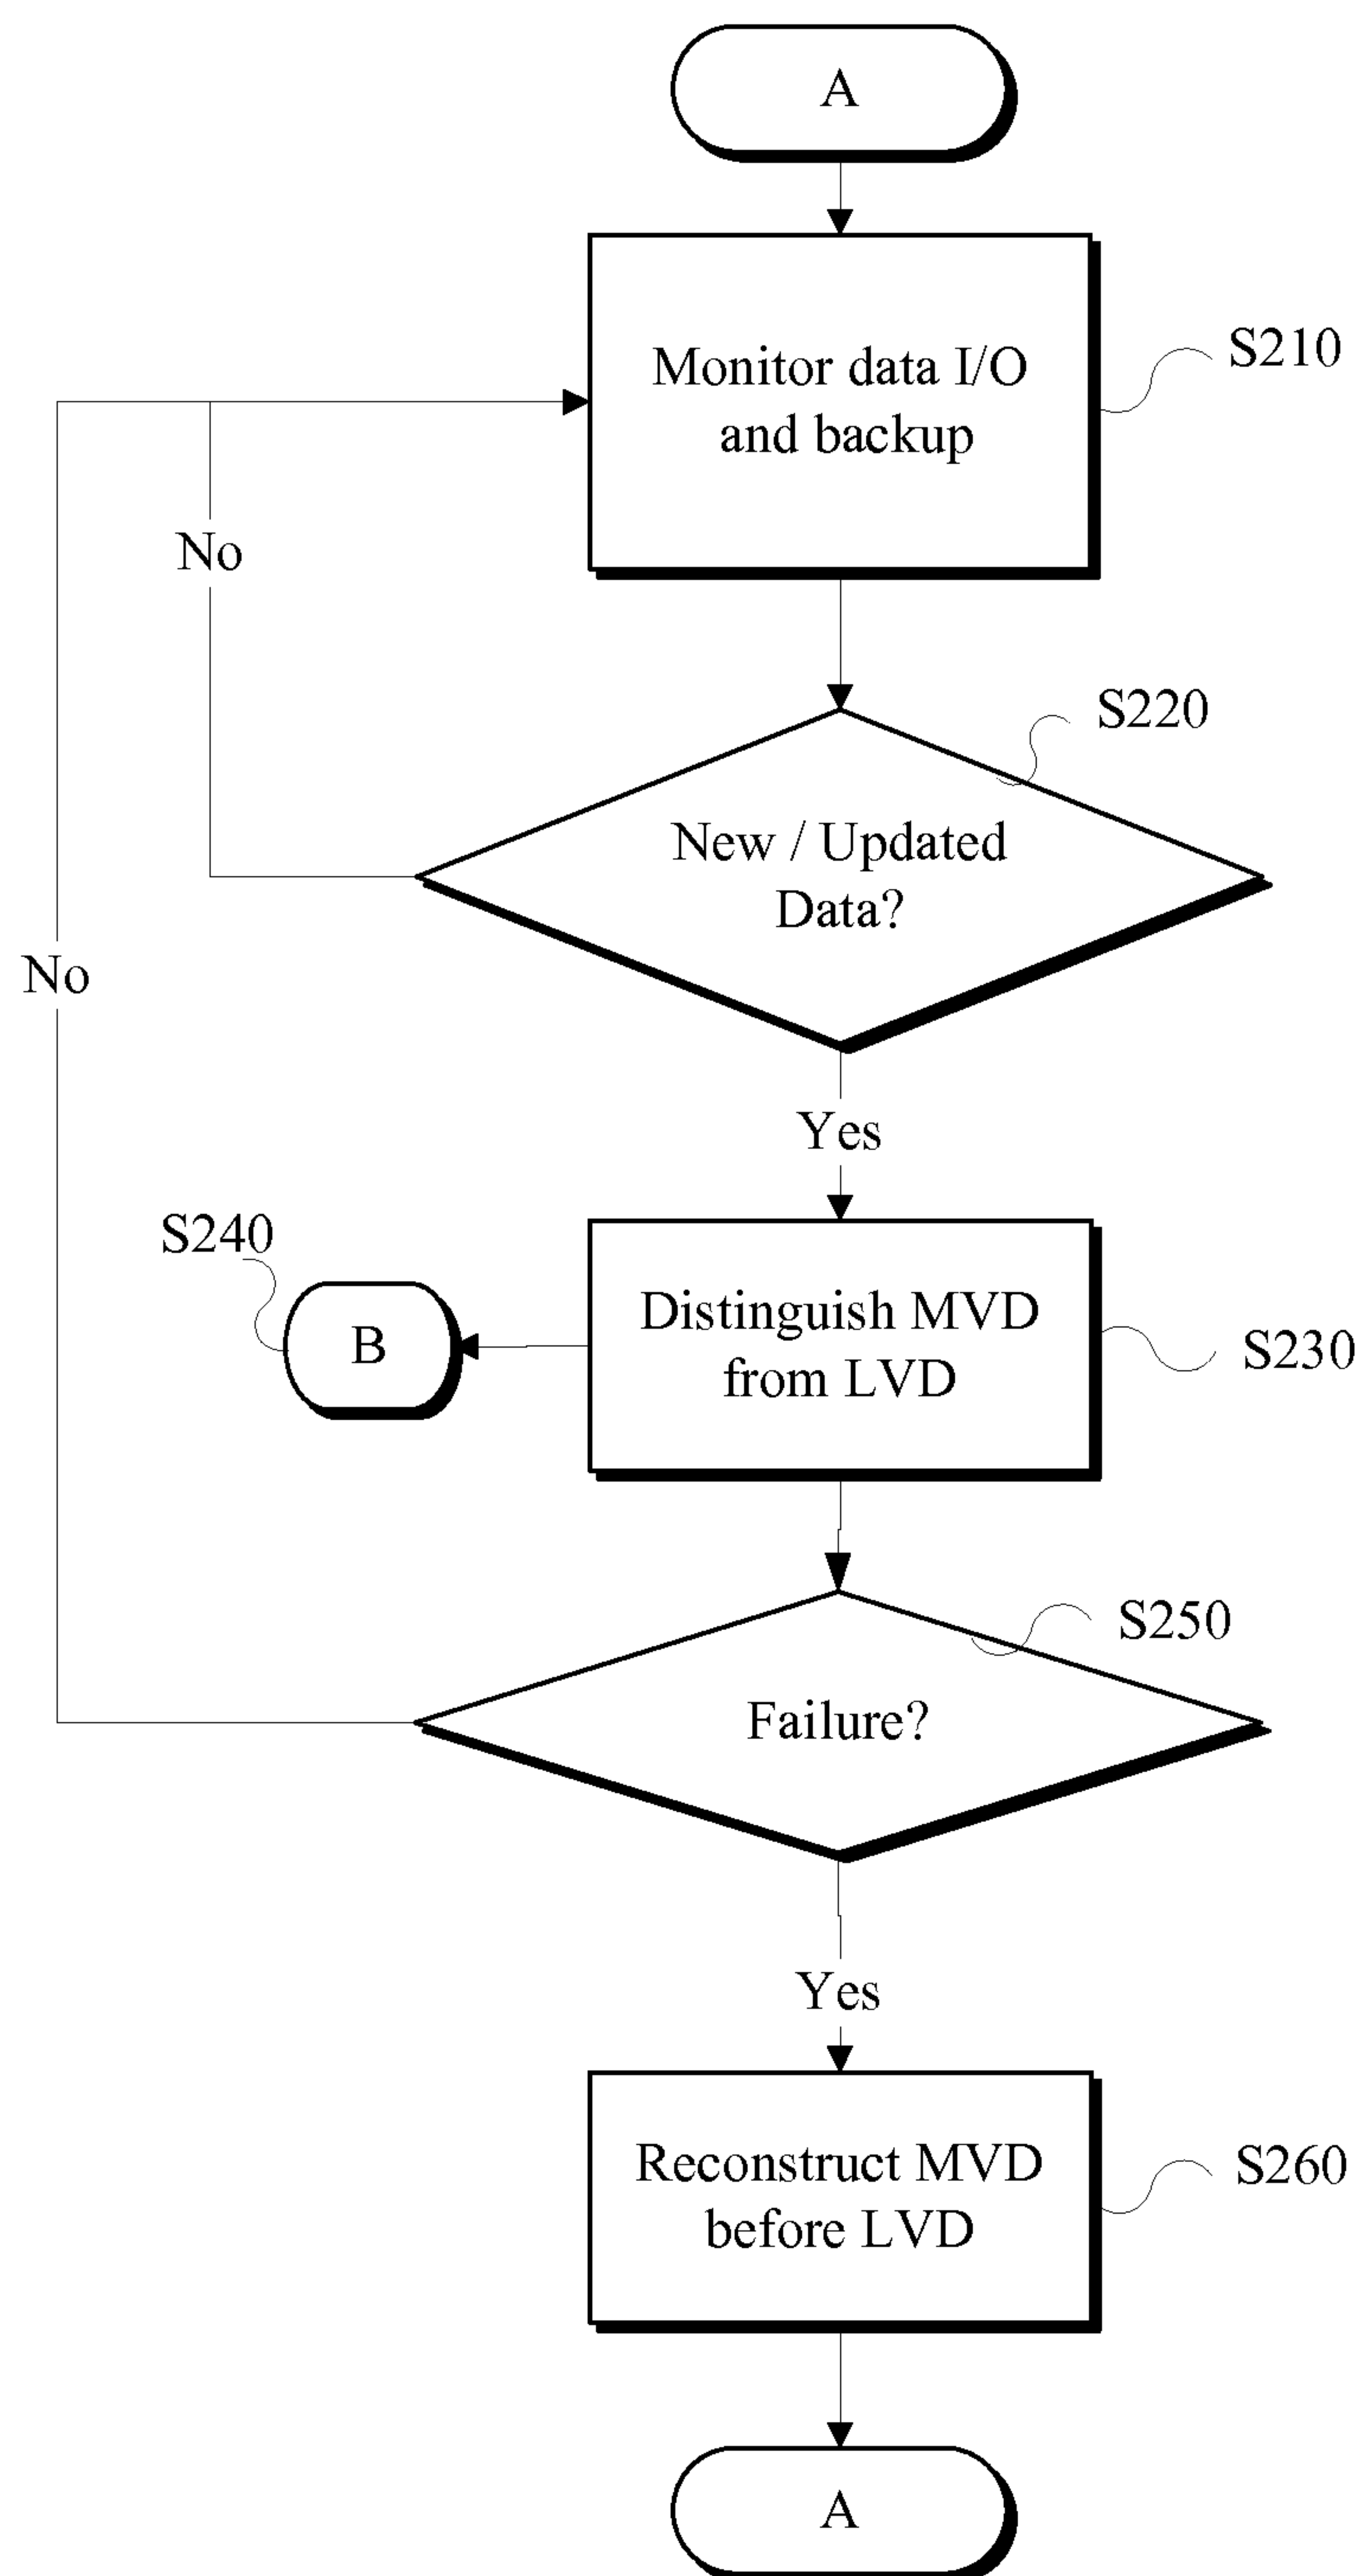 A
Monitor data I/O
and backup
S210
No
S220
New / Updated
Data?
No
Yes
S240
B
Distinguish MVD
from LVD
S230
S250
Failure?
Yes
Reconstruct MVD
before LVD
S260
A